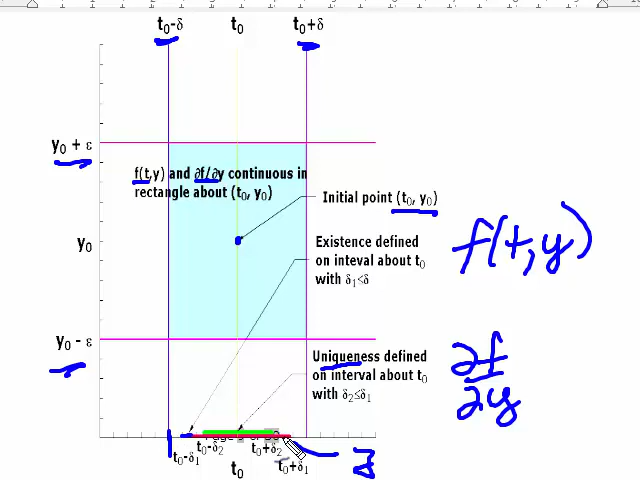 t₀-δ t₀ t₀+δ
y₀ + ε
f(t,y) and ∂f/∂y continuous in
rectangle about (t₀, y₀)
Initial point (t₀, y₀)
y₀
f(t,y)
Existence defined
on inteval about t₀
with δ₁≤δ
y₀ - ε
Uniqueness defined
on interval about t₀
with δ₂≤δ₁
∂f
∂y
t₀-δ₂ t₀+δ₂
t₀-δ₁ t₀+δ₁
t₀